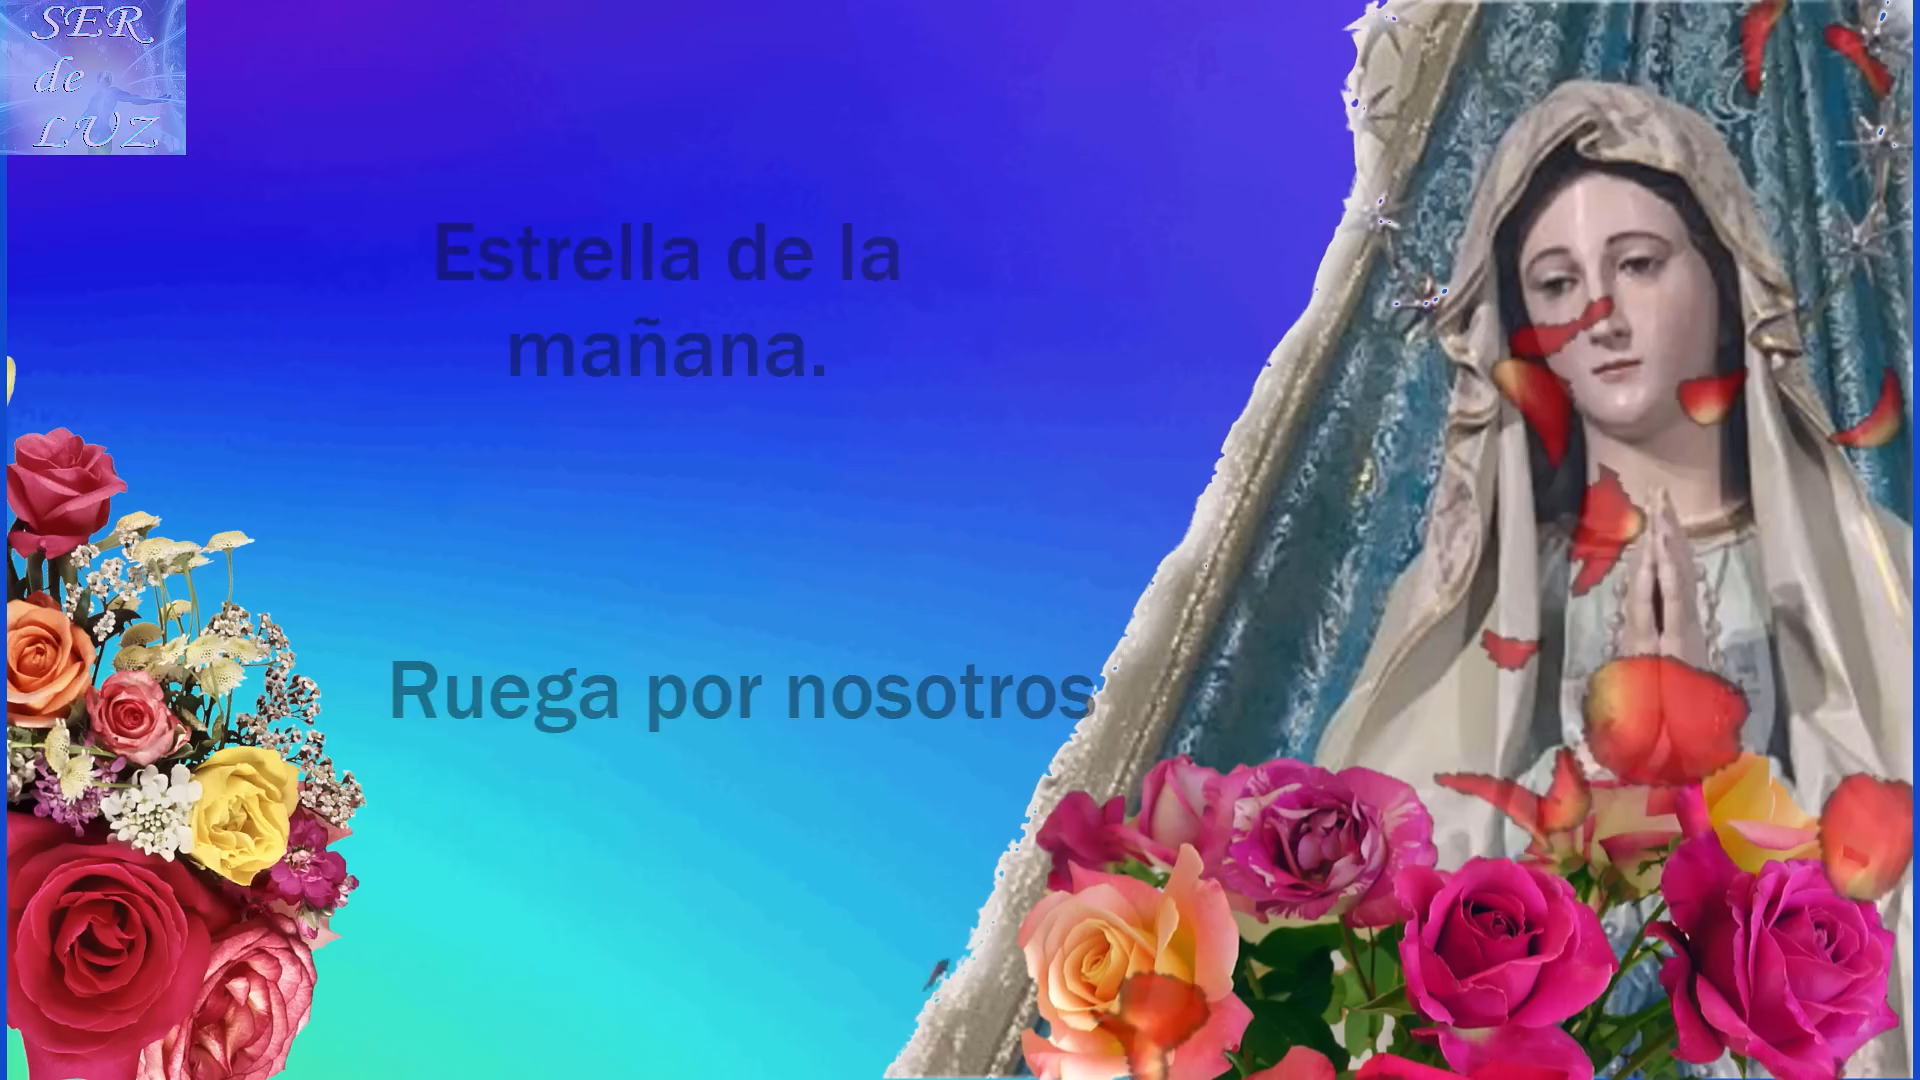 SER
de
LUZ
Estrella de la
mañana.
Ruega por nosotros